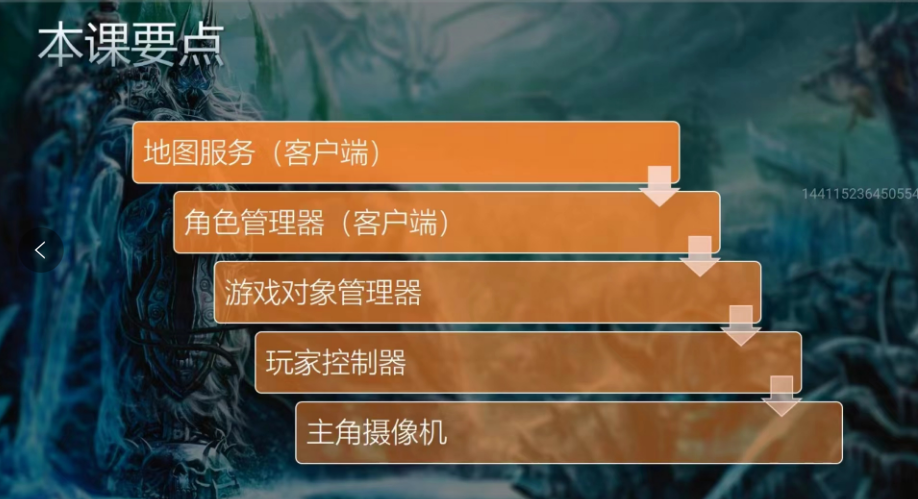 本课要点
地图服务（客户端）
144115236450554
角色管理器（客户端）
游戏对象管理器
玩家控制器
主角摄像机